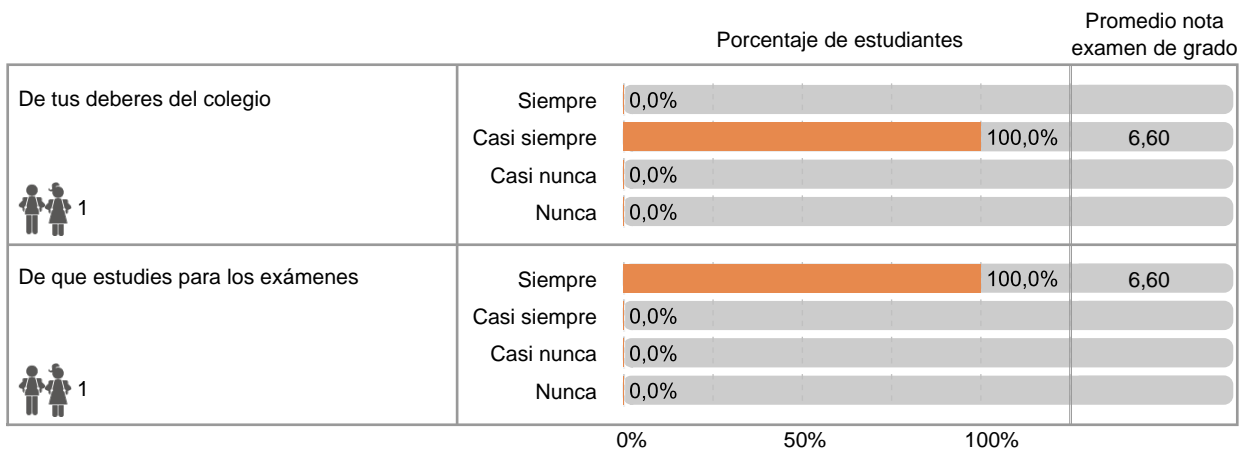 Porcentaje de estudiantes
Promedio nota
examen de grado
De tus deberes del colegio
1
Siempre 0,0%
Casi siempre 100,0% 6,60
Casi nunca 0,0%
Nunca 0,0%
De que estudies para los exámenes
1
Siempre 100,0% 6,60
Casi siempre 0,0%
Casi nunca 0,0%
Nunca 0,0%
0% 50% 100%